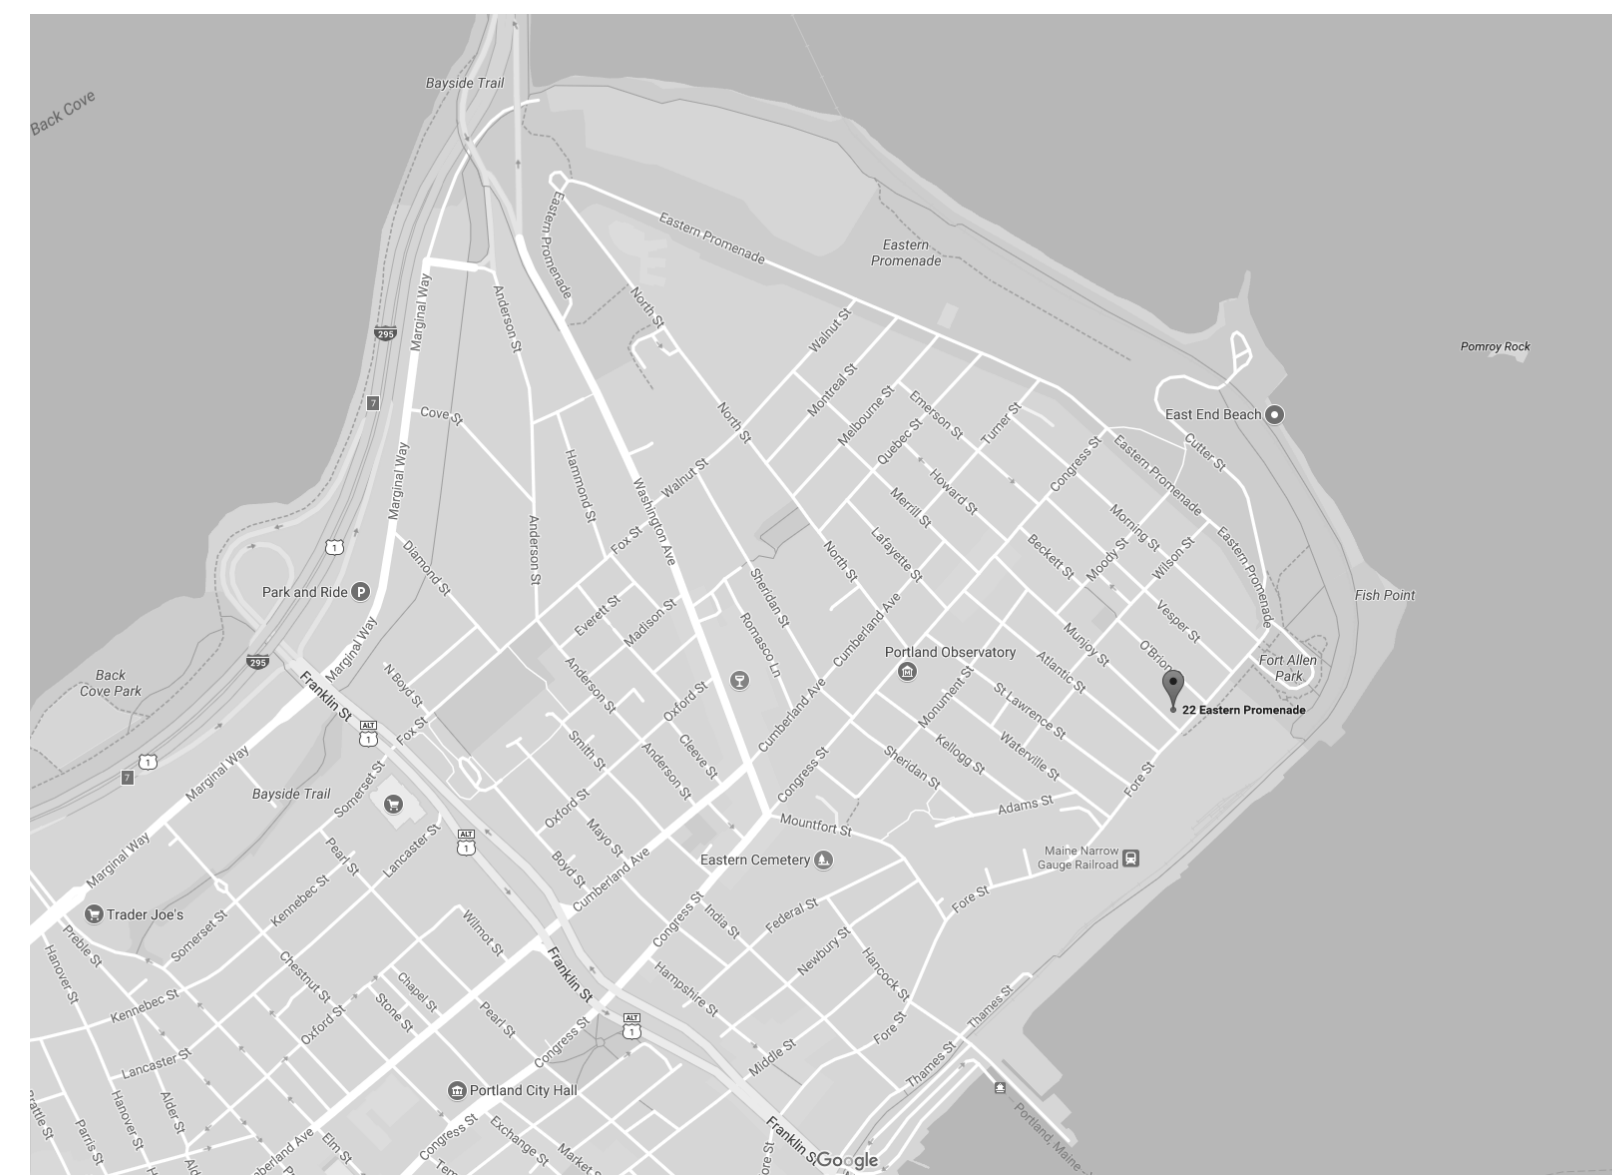 Bayside Trail
Back Cove
Eastern Promenade
Eastern Promenade
Eastern
Promenade
North St
Walnut St
Anderson St
Marginal Way
295
Pomroy Rock
7
Cove St
Montreal St
Melbourne St
Emerson St
Turner St
East End Beach
North St
Quebec St
Congress St
Eastern Promenade
Cutter St
Marginal Way
Hammond St
Walnut St
Washington Ave
Howard St
Merrill St
Morning St
Fox St
1
Anderson St
Diamond St
Lafayette St
North St
Beckett St
Moody St
Wilson St
Eastern Promenade
Park and Ride
P
Sheridan St
Everett St
Madison St
Romasco Ln
Cumberland Ave
Vesper St
Fish Point
Marginal Way
295
Munjoy St
O'Brion
Portland Observatory
Fort Allen
Park
Back
Cove Park
Franklin St
N Boyd St
Anderson St
Oxford St
Atlantic St
Monument St
St Lawrence St
22 Eastern Promenade
ALT
1
Fox St
Cumberland Ave
Smith St
Cleeve St
Anderson St
Congress St
Sheridan St
Kellogg St
Waterville St
Fore St
1
7
Marginal Way
Bayside Trail
Somerset St
Oxford St
Adams St
Mountfort St
ALT
1
Mayo St
Marginal Way
Pearl St
Lancaster St
Boyd St
Cumberland Ave
Eastern Cemetery
Maine Narrow
Gauge Railroad
Fore St
Kennebec St
Trader Joe's
Somerset St
Preble St
Wilmot St
Congress St
India St
Federal St
Newbury St
Hancock St
Hanover St
Chestnut St
Chapel St
Stone St
Franklin St
Hampshire St
Kennebec St
Oxford St
Pearl St
Congress St
ALT
1
Fore St
Thames St
Middle St
Thames St
Lancaster St
Portland City Hall
Hanover St
Alder St
Parris St
Brattle St
Elm St
Congress St
Exchange St
Market S
Franklin S
Google
Portland, Maine -
mberland Ave
Tem
ore St
Ald
H
P